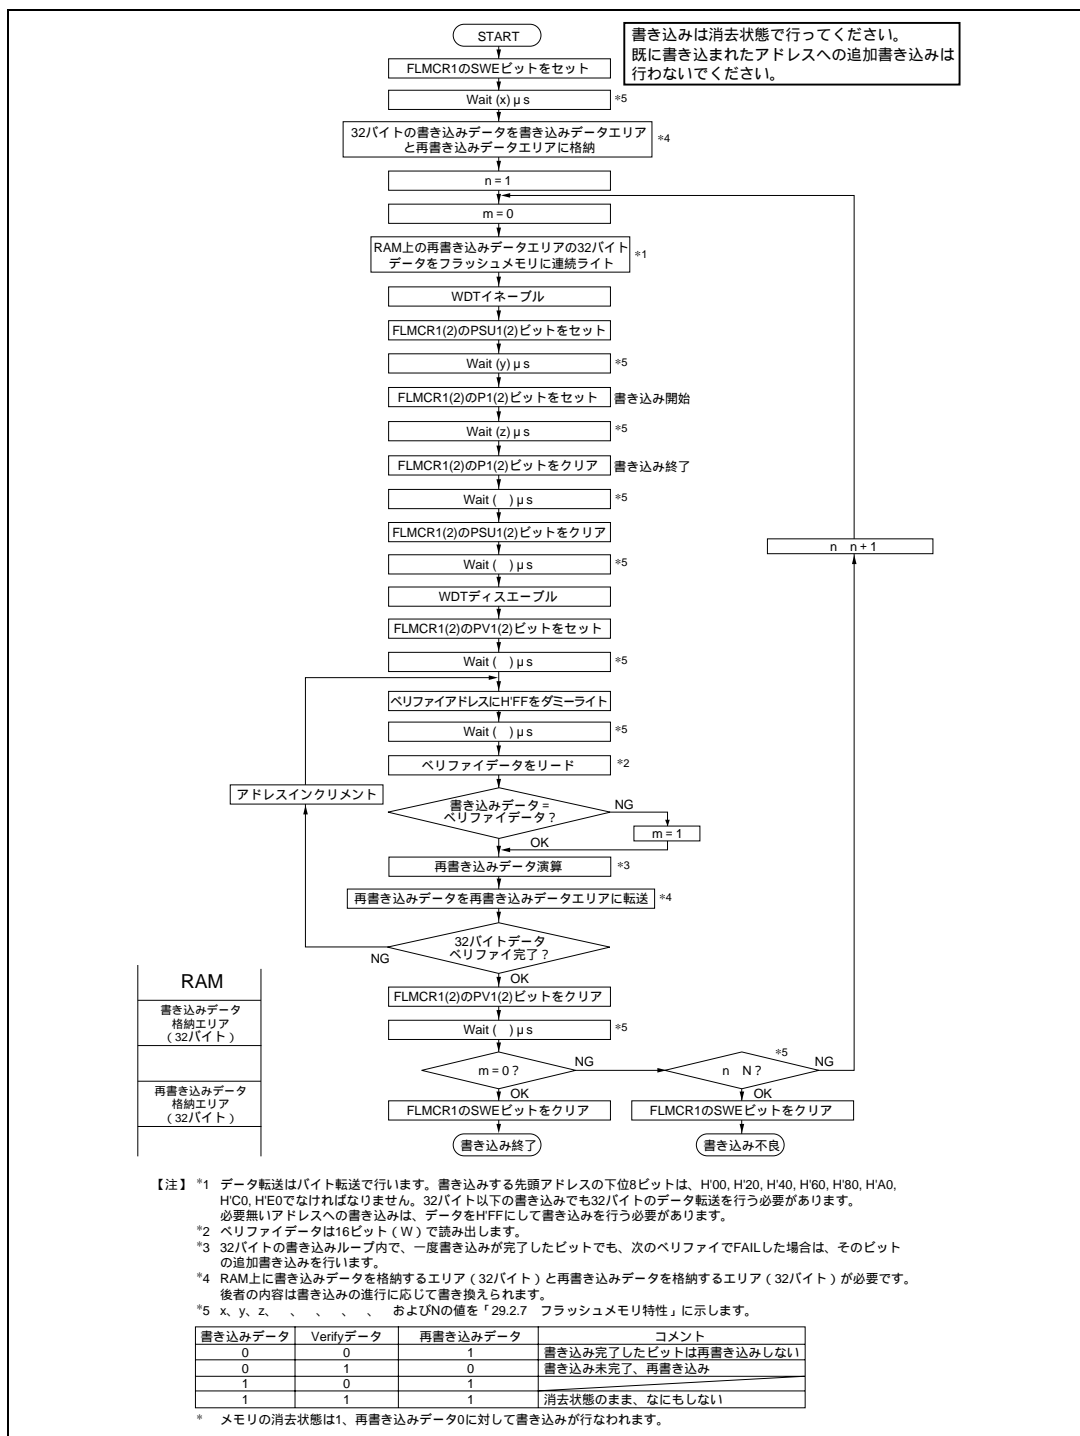 START
書き込みは消去状態で行ってください。
既に書き込まれたアドレスへの追加書き込みは
行わないでください。
FLMCR1のSWEビットをセット
Wait (x) μs *5
32バイトの書き込みデータを書き込みデータエリア
と再書き込みデータエリアに格納 *4
n = 1
m = 0
RAM上の再書き込みデータエリアの32バイト
データをフラッシュメモリに連続ライト *1
WDTイネーブル
FLMCR1(2)のPSU1(2)ビットをセット
Wait (y) μs *5
FLMCR1(2)のP1(2)ビットをセット 書き込み開始
Wait (z) μs *5
FLMCR1(2)のP1(2)ビットをクリア 書き込み終了
Wait ( ) μs *5
FLMCR1(2)のPSU1(2)ビットをクリア
n n + 1
Wait ( ) μs *5
WDTディスエーブル
FLMCR1(2)のPV1(2)ビットをセット
Wait ( ) μs *5
ベリファイアドレスにH'FFをダミーライト
Wait ( ) μs *5
ベリファイデータをリード *2
アドレスインクリメント
書き込みデータ =
ベリファイデータ？
NG
m = 1
OK
再書き込みデータ演算 *3
再書き込みデータを再書き込みデータエリアに転送 *4
32バイトデータ
ベリファイ完了？
NG
OK
RAM
書き込みデータ
格納エリア
（32バイト）
再書き込みデータ
格納エリア
（32バイト）
FLMCR1(2)のPV1(2)ビットをクリア
Wait ( ) μs *5
m = 0 ?
NG
n N ? *5
NG
OK
OK
FLMCR1のSWEビットをクリア
FLMCR1のSWEビットをクリア
書き込み終了
書き込み不良
【注】 *1 データ転送はバイト転送で行います。書き込みする先頭アドレスの下位8ビットは、H'00, H'20, H'40, H'60, H'80, H'A0,
H'C0, H'E0でなければなりません。32バイト以下の書き込みでも32バイトのデータ転送を行う必要があります。
必要無いアドレスへの書き込みは、データをH'FFにして書き込みを行う必要があります。
*2 ベリファイデータは16ビット（W）で読み出します。
*3 32バイトの書き込みループ内で、一度書き込みが完了したビットでも、次のベリファイでFAILした場合は、そのビット
の追加書き込みを行います。
*4 RAM上に書き込みデータを格納するエリア（32バイト）と再書き込みデータを格納するエリア（32バイト）が必要です。
後者の内容は書き込みの進行に応じて書き換えられます。
*5 x、y、z、 、 、 、 、 およびNの値を「29.2.7 フラッシュメモリ特性」に示します。
書き込みデータ Verifyデータ 再書き込みデータ コメント
0 0 1 書き込み完了したビットは再書き込みしない
0 1 0 書き込み未完了、再書き込み
1 0 1
1 1 1 消去状態のまま、なにもしない
* メモリの消去状態は1、再書き込みデータ0に対して書き込みが行なわれます。